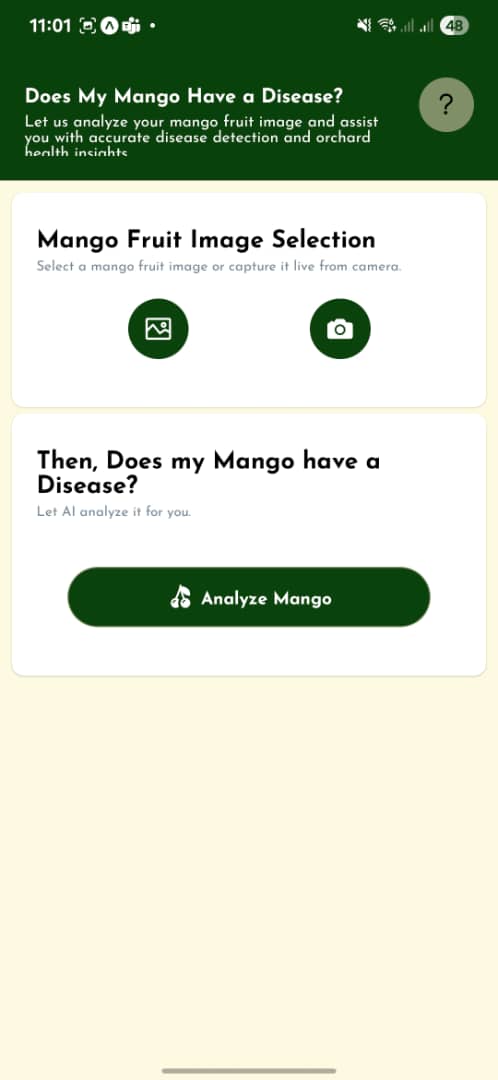 11:01
48
Does My Mango Have a Disease?
?
Let us analyze your mango fruit image and assist
you with accurate disease detection and orchard
health insights
Mango Fruit Image Selection
Select a mango fruit image or capture it live from camera.
Then, Does my Mango have a
Disease?
Let AI analyze it for you.
Analyze Mango